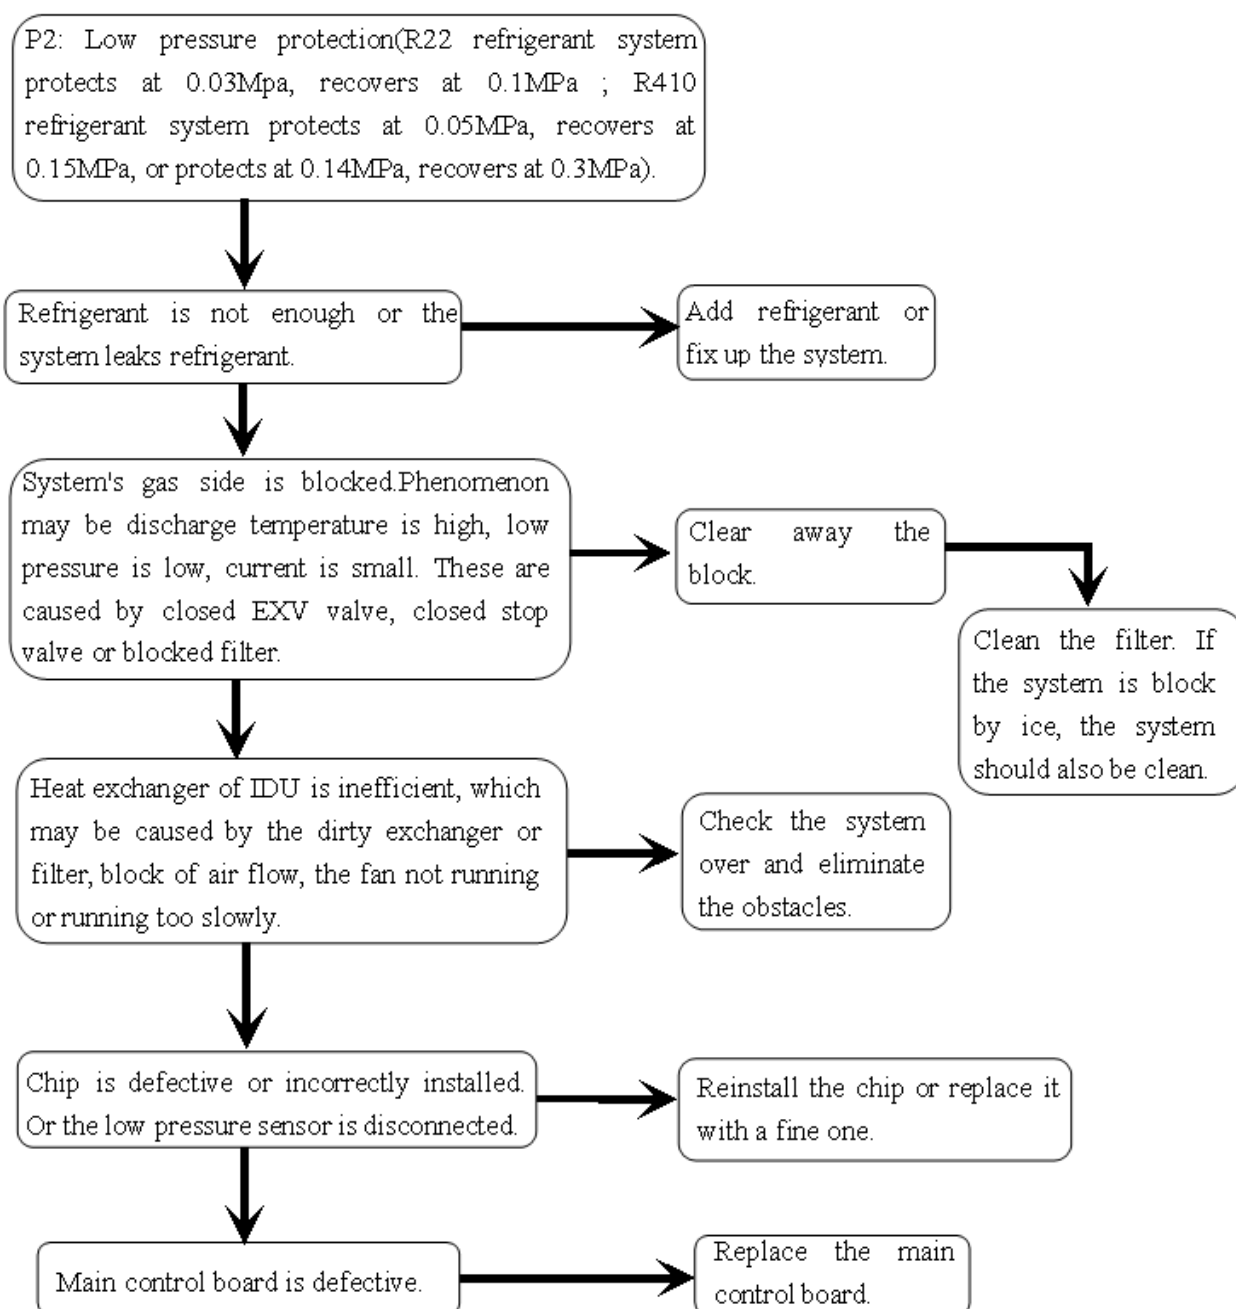 P2: Low pressure protection(R22 refrigerant system
protects at 0.03Mpa, recovers at 0.1MPa ; R410
refrigerant system protects at 0.05MPa, recovers at
0.15MPa, or protects at 0.14MPa, recovers at 0.3MPa).
Refrigerant is not enough or the
system leaks refrigerant.
Add refrigerant or
fix up the system.
System's gas side is blocked.Phenomenon
may be discharge temperature is high, low
pressure is low, current is small. These are
caused by closed EXV valve, closed stop
valve or blocked filter.
Clear away the
block.
Clean the filter. If
the system is block
by ice, the system
should also be clean.
Heat exchanger of IDU is inefficient, which
may be caused by the dirty exchanger or
filter, block of air flow, the fan not running
or running too slowly.
Check the system
over and eliminate
the obstacles.
Chip is defective or incorrectly installed.
Or the low pressure sensor is disconnected.
Reinstall the chip or replace it
with a fine one.
Main control board is defective.
Replace the main
control board.